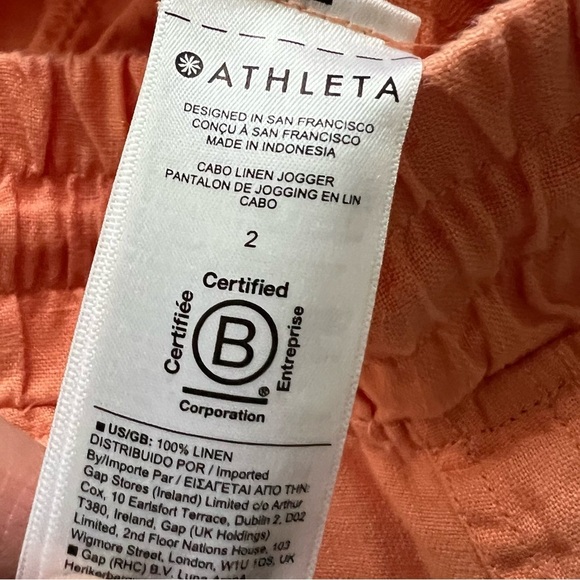 ATHLETA
DESIGNED IN SAN FRANCISCO
CONÇU À SAN FRANCISCO
MADE IN INDONESIA
CABO LINEN JOGGER
PANTALON DE JOGGING EN LIN
CABO
2
Certified
Certifiée
B
Entreprise
®
Corporation
■ US/GB: 100% LINEN
DISTRIBUIDO POR / Imported
By/Importe Par / ΕΙΣΑΓΕΤΑΙ ΑΠΟ ΤΗΝ:
Gap Stores (Ireland) Limited c/o Arthur
Cox, 10 Earlsfort Terrace, Dublin 2, D02
T380, Ireland, Gap (UK Holdings)
Limited, 2nd Floor Nations House, 103
Wigmore Street, London, W1U 1QS, UK
■ Gap (RHC) B.V. Luna